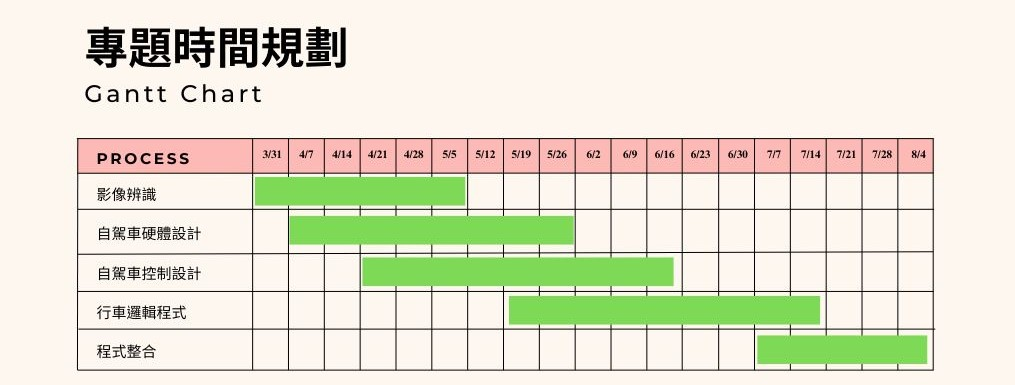 專題時間規劃
Gantt Chart
PROCESS 3/31 4/7 4/14 4/21 4/28 5/5 5/12 5/19 5/26 6/2 6/9 6/16 6/23 6/30 7/7 7/14 7/21 7/28 8/4
影像辨識
自駕車硬體設計
自駕車控制設計
行車邏輯程式
程式整合